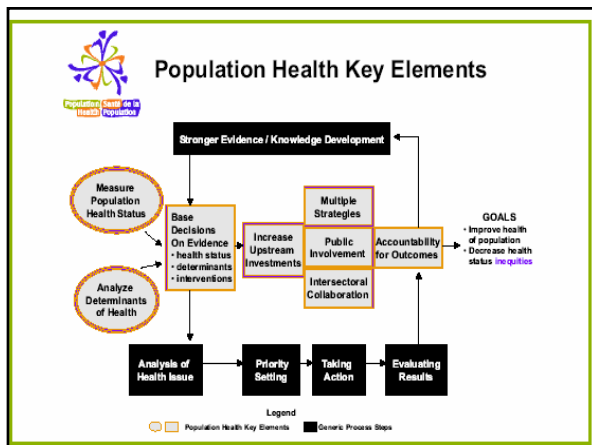 Population Health Key Elements
Population Santé de la
Health Population
Stronger Evidence / Knowledge Development
Measure
Population
Health Status
Analyze
Determinants
of Health
Base
Decisions
On Evidence
• health status
• determinants
• interventions
Increase
Upstream
Investments
Multiple
Strategies
Public
Involvement
Intersectoral
Collaboration
Accountability
for Outcomes
GOALS
• Improve health
of population
• Decrease health
status inequities
Analysis of
Health Issue
Priority
Setting
Taking
Action
Evaluating
Results
Legend
Population Health Key Elements
Generic Process Steps